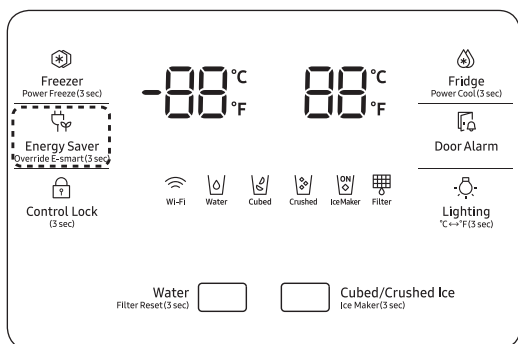 Freezer
Power Freeze(3 sec)
Energy Saver
Override E-smart(3 sec)
Control Lock
(3 sec)
-88 °C °F
88 °C °F
Fridge
Power Cool(3 sec)
Door Alarm
Lighting
°C↔°F(3 sec)
Wi-Fi
Water
Cubed
Crushed
ON
Ice Maker
Filter
Water
Filter Reset(3 sec)
Cubed/Crushed Ice
Ice Maker(3 sec)